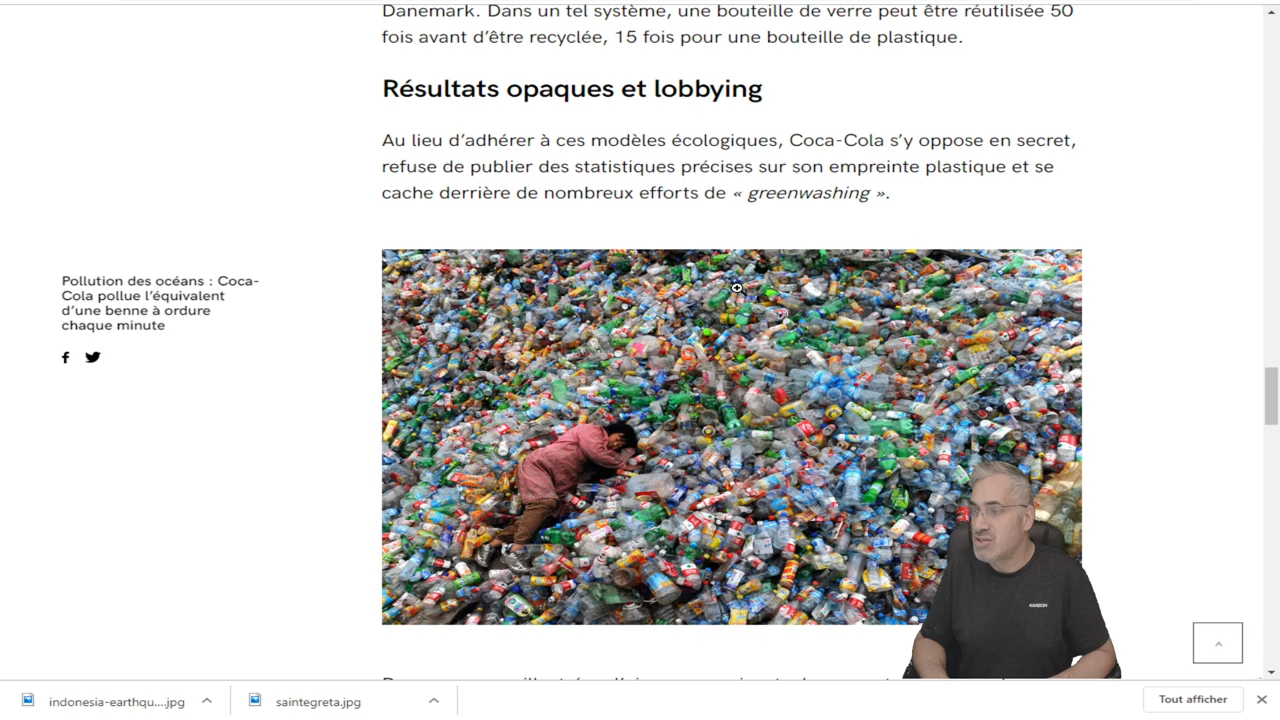 Danemark. Dans un tel système, une bouteille de verre peut être réutilisée 50
fois avant d’être recyclée, 15 fois pour une bouteille de plastique.
Résultats opaques et lobbying
Au lieu d’adhérer à ces modèles écologiques, Coca-Cola s’y oppose en secret,
refuse de publier des statistiques précises sur son empreinte plastique et se
cache derrière de nombreux efforts de « greenwashing ».
Pollution des océans : Coca-
Cola pollue l’équivalent
d’une benne à ordure
chaque minute
KARBON
indonesia-earthqu....jpg
saintegreta.jpg
Tout afficher